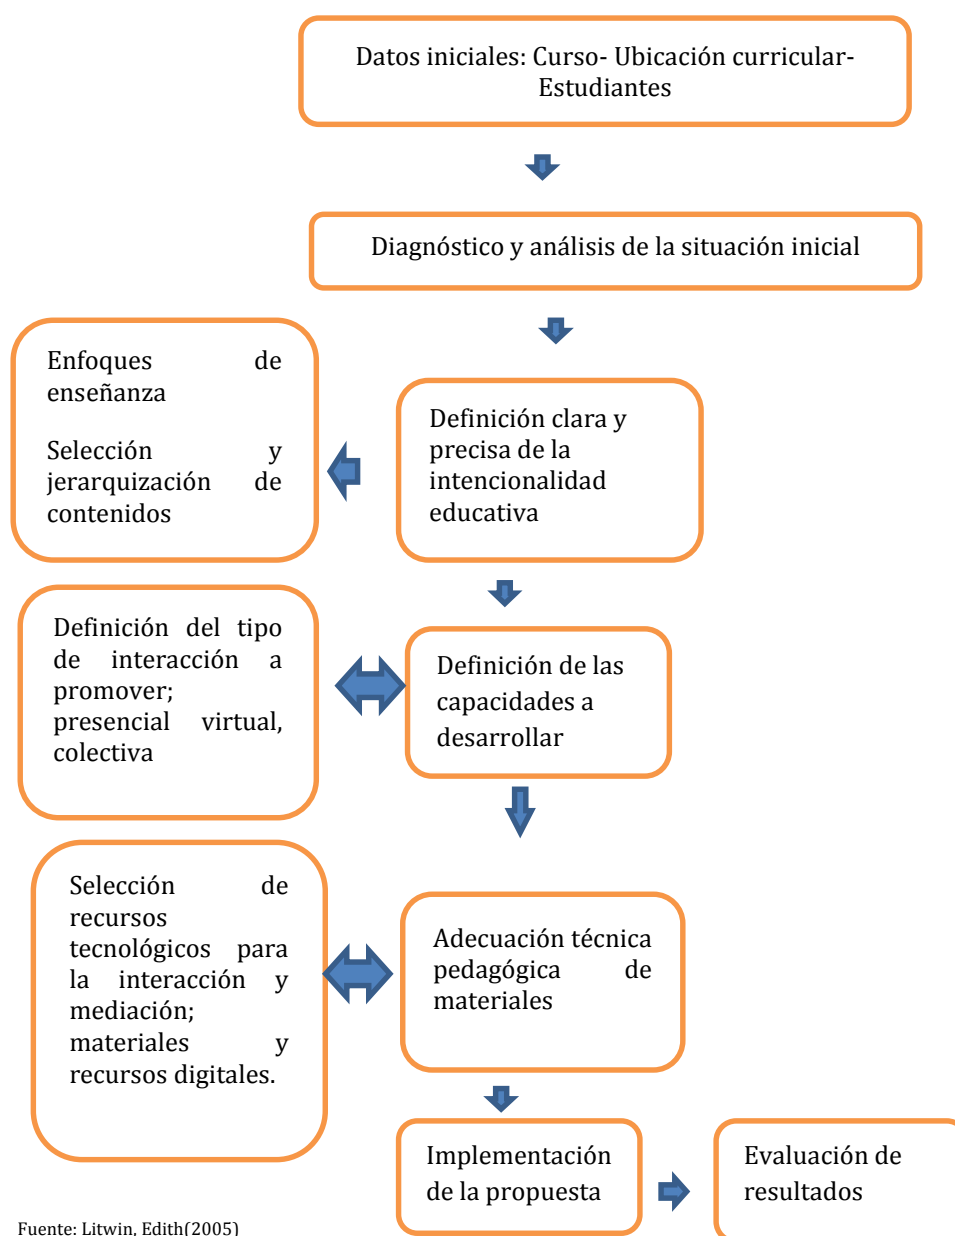 Datos iniciales: Curso- Ubicación curricular-
Estudiantes
Diagnóstico y análisis de la situación inicial
Enfoques de
enseñanza
Selección y
jerarquización de
contenidos
Definición clara y
precisa de la
intencionalidad
educativa
Definición del tipo
de interacción a
promover;
presencial virtual,
colectiva
Definición de las
capacidades a
desarrollar
Selección de
recursos
tecnológicos para
la interacción y
mediación;
materiales y
recursos digitales.
Adecuación técnica
pedagógica de
materiales
Implementación
de la propuesta
Evaluación de
resultados
Fuente: Litwin, Edith(2005)